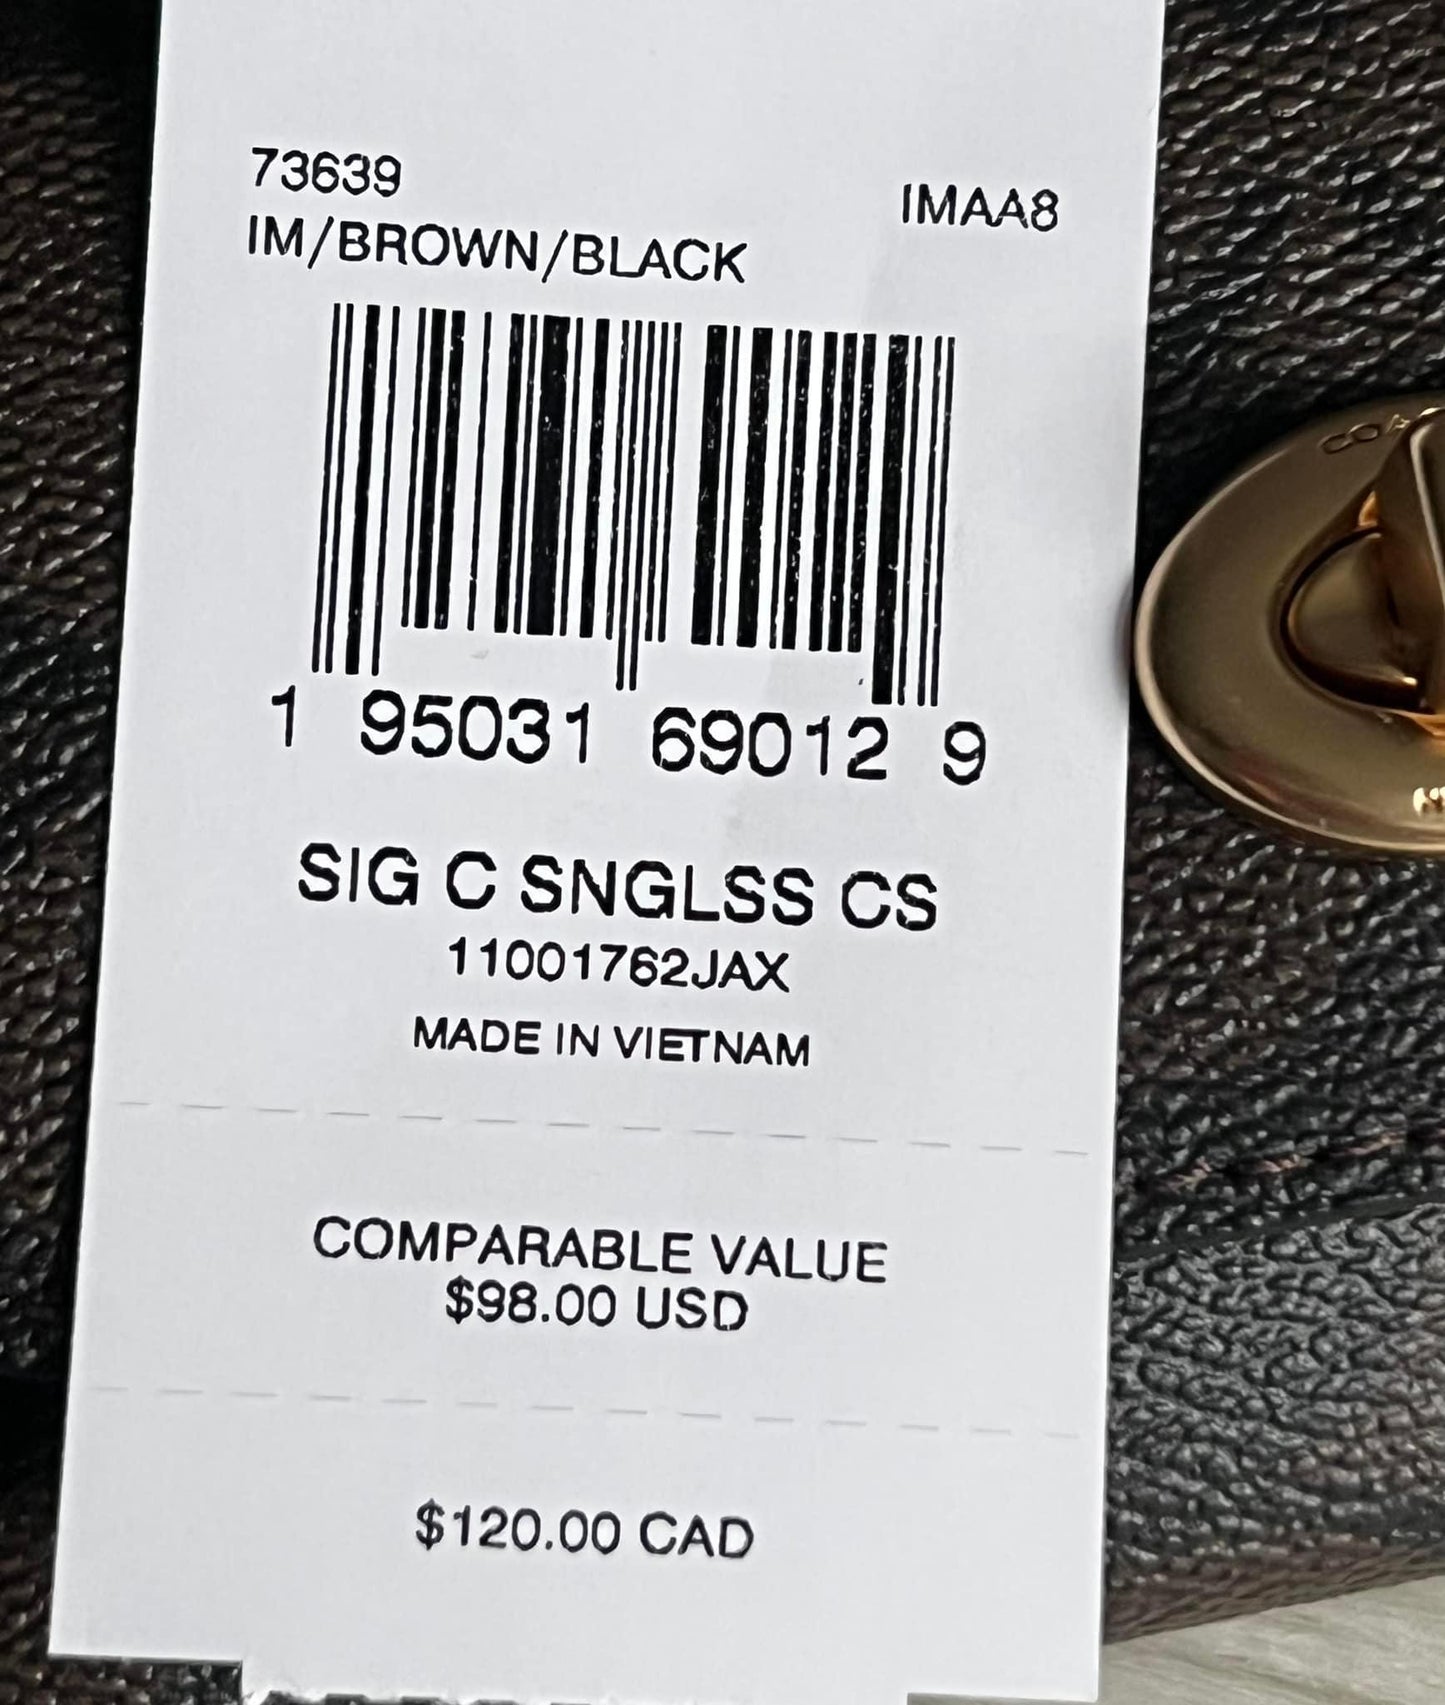 73639
IMAA8
IM/BROWN/BLACK
1 95031 69012 9
SIG C SNGLSS CS
11001762JAX
MADE IN VIETNAM
COMPARABLE VALUE
$98.00 USD
$120.00 CAD